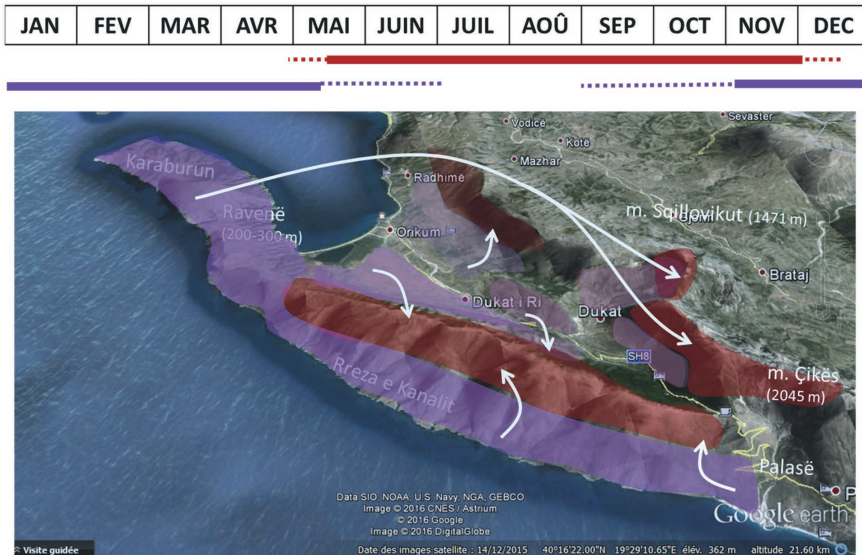 JAN FEV MAR AVR MAI JUIN JUIL AOÛ SEP OCT NOV DEC
Vodicë
Sevaster
Kotë
Mazhar
Karaburun
Radhimë
Ravenë
(200-300 m)
m. Sqillovikut (1471 m)
Orikum
Brataj
Dukat i Ri
Dukat
SH8
Rreza e Kanalit
m. Çikës
(2045 m)
Palasë
P
Data SIO, NOAA, U.S. Navy, NGA, GEBCO
Image © 2016 CNES / Astrium
© 2016 Google
Image © 2016 DigitalGlobe
Google earth
Visite guidée
Date des images satellite : 14/12/2015 40°16'22.00"N 19°29'10.65"E élév. 362 m altitude 21.60 km